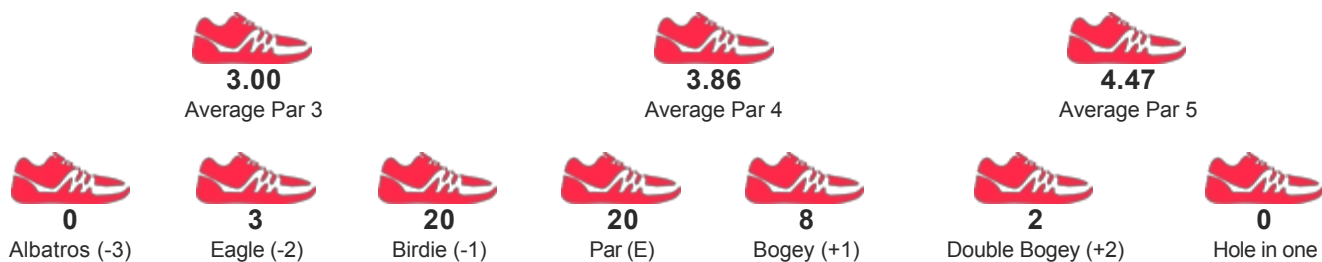 3.00 3.86 4.47
Average Par 3 Average Par 4 Average Par 5
0 3 20 20 8 2 0
Albatros (-3) Eagle (-2) Birdie (-1) Par (E) Bogey (+1) Double Bogey (+2) Hole in one